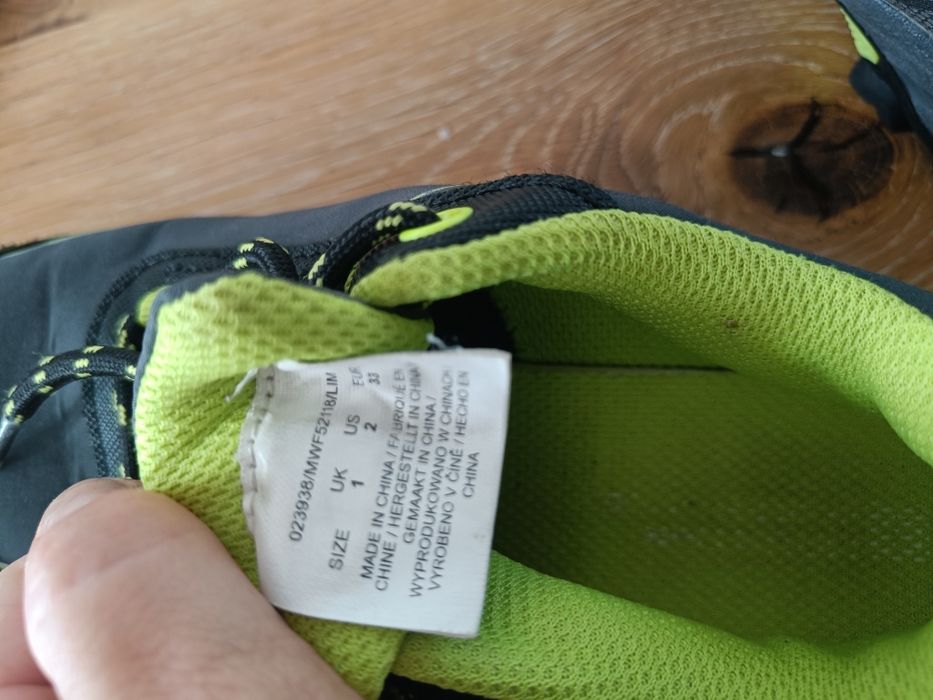 023938/MWF52118/LIM
SIZE UK US EUR
1 2 33
MADE IN CHINA / FABRIQUÉ EN
CHINE / HERGESTELLT IN CHINA
GEMAAKT IN CHINA /
WYPRODUKOWANO W CHINACH
VYROBENO V ČÍNĚ / HECHO EN
CHINA